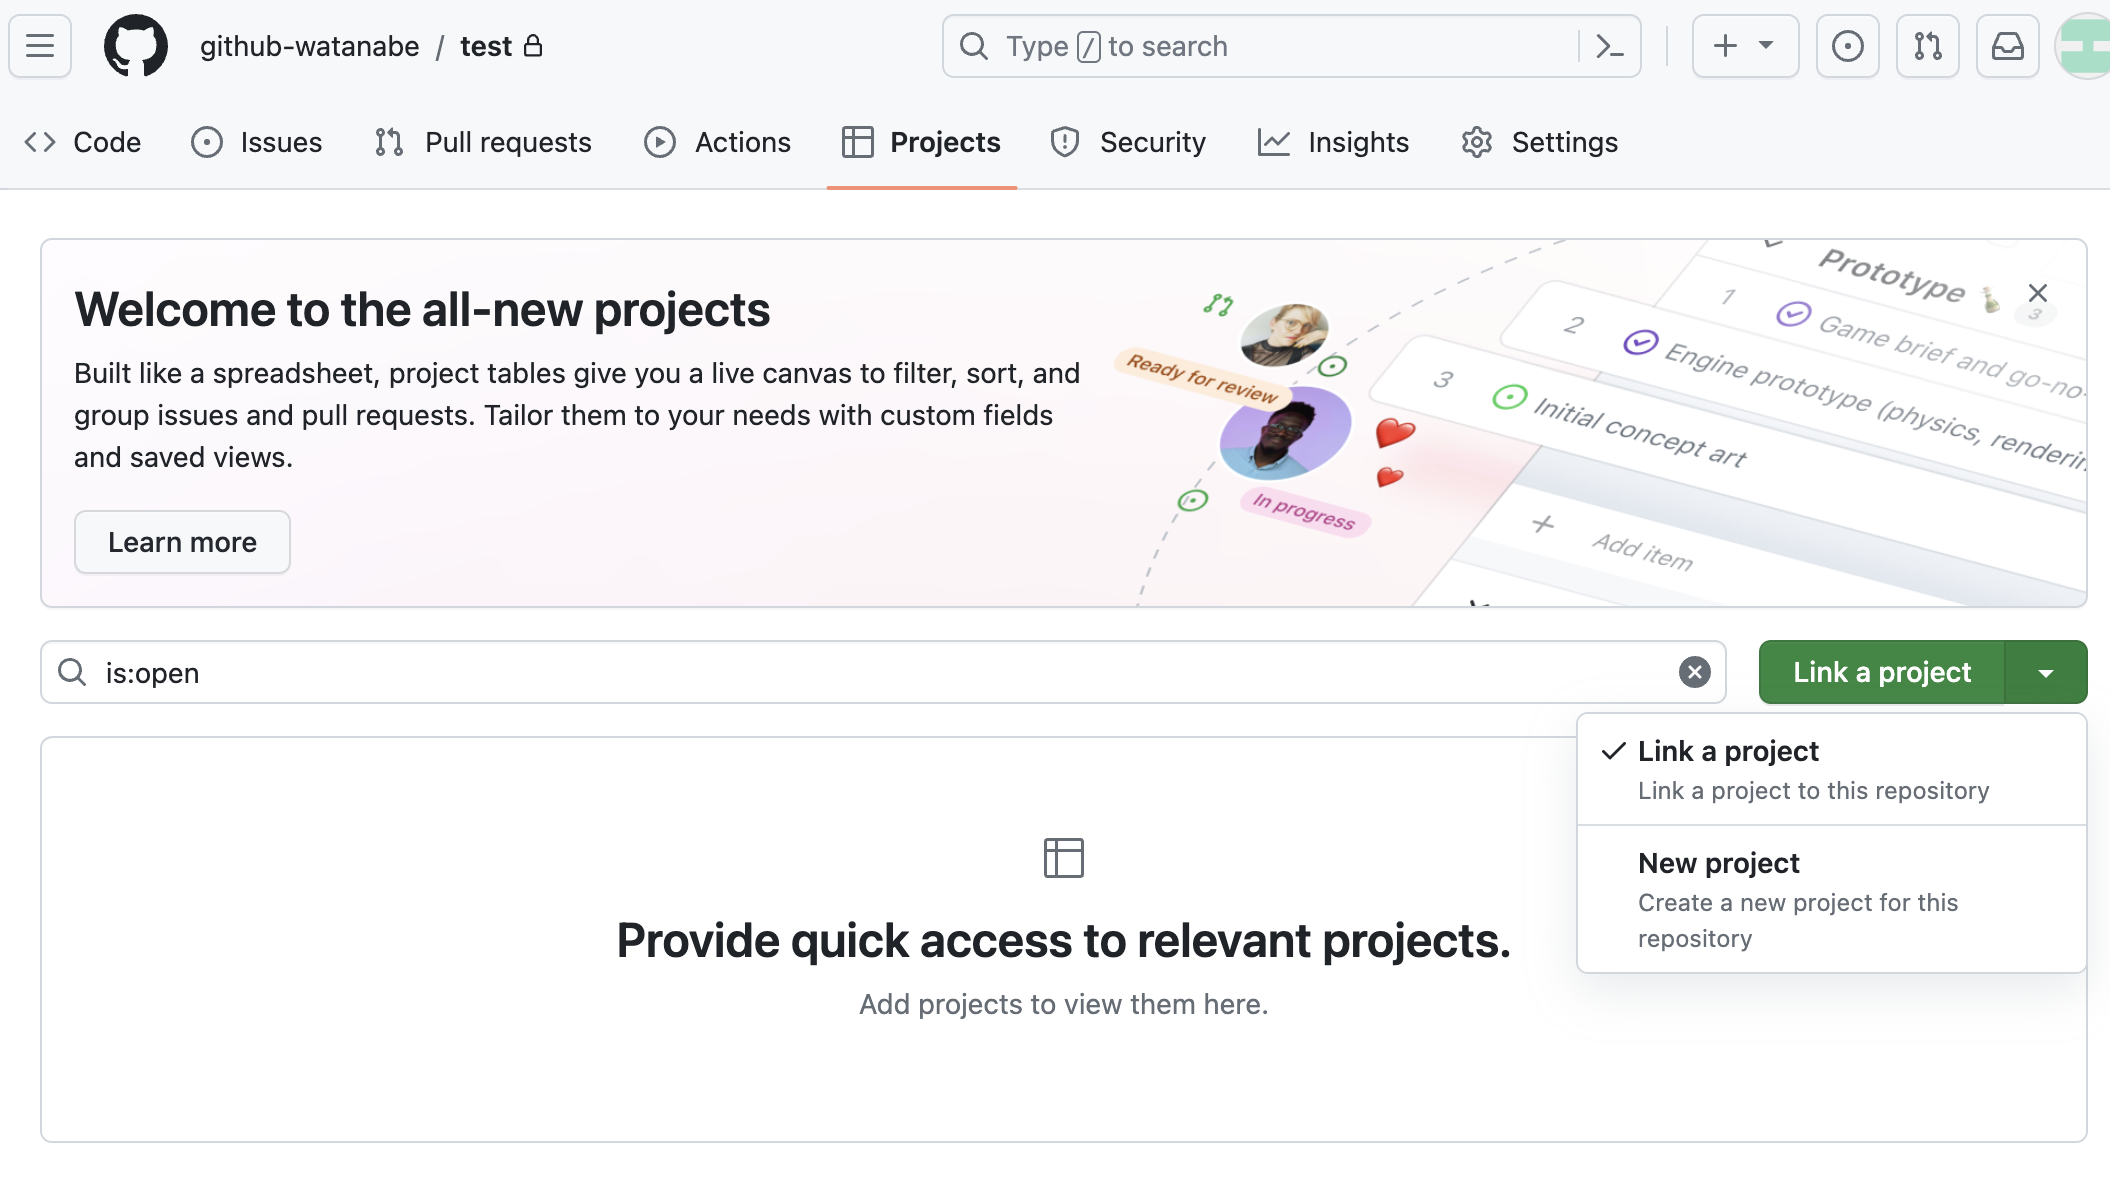 github-watanabe / test
Type / to search
Code
Issues
Pull requests
Actions
Projects
Security
Insights
Settings
Welcome to the all-new projects
Built like a spreadsheet, project tables give you a live canvas to filter, sort, and
group issues and pull requests. Tailor them to your needs with custom fields
and saved views.
Learn more
Ready for review
In progress
Prototype
3
1
Game brief and go-no-
2
Engine prototype (physics, renderin
3
Initial concept art
+ Add item
is:open
Link a project
Link a project
Link a project to this repository
New project
Create a new project for this
repository
Provide quick access to relevant projects.
Add projects to view them here.